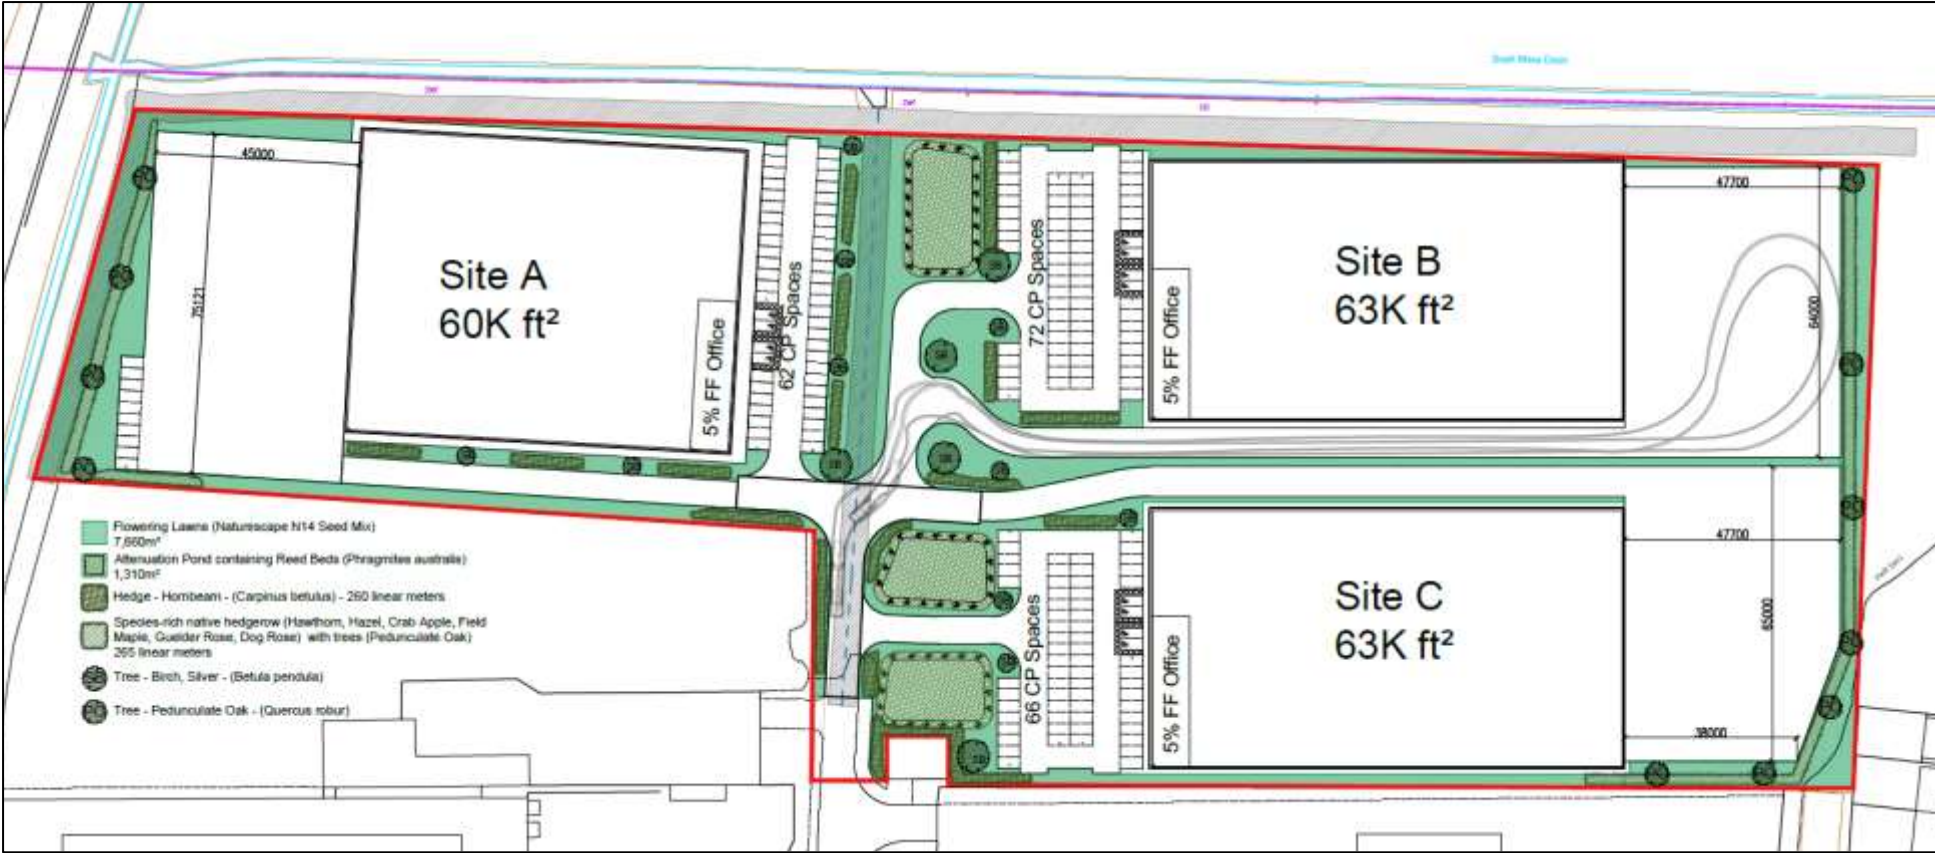 45000
75121
Site A
60K ft²
5% FF Office
62 CP Spaces
72 CP Spaces
5% FF Office
Site B
63K ft²
47700
64000
Flowering Lawns (Naturescape N14 Seed Mix)
7,660m²
Attenuation Pond containing Reed Beds (Phragmites australis)
1,310m²
Hedge - Hornbeam - (Carpinus betulus) - 260 linear meters
Species-rich native hedgerow (Hawthorn, Hazel, Crab Apple, Field
Maple, Guelder Rose, Dog Rose) with trees (Pedunculate Oak)
265 linear meters
Tree - Birch, Silver - (Betula pendula)
Tree - Pedunculate Oak - (Quercus robur)
66 CP Spaces
5% FF Office
Site C
63K ft²
47700
65000
38000